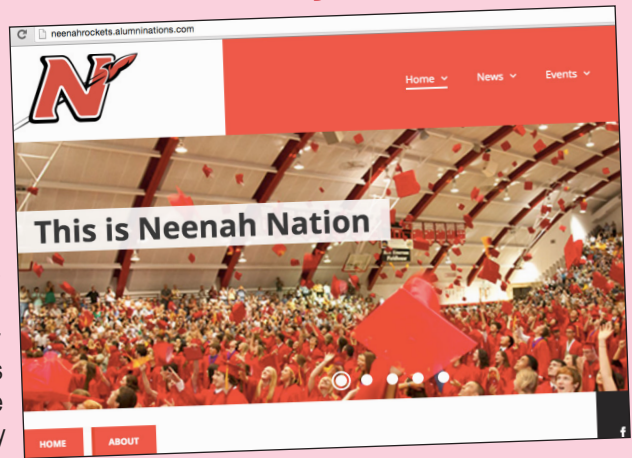 neenahrockets.alumninations.com
N
Home
News
Events
This is Neenah Nation
HOME
ABOUT
f
s
e
y